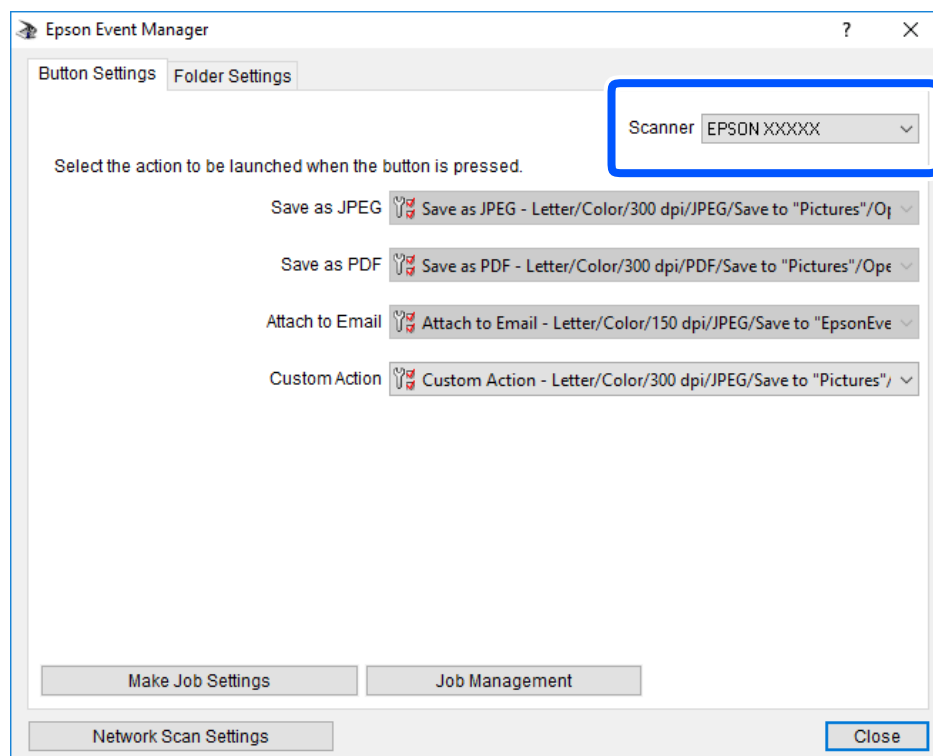 Epson Event Manager
Button Settings Folder Settings
Scanner EPSON XXXXX
Select the action to be launched when the button is pressed.
Save as JPEG Save as JPEG - Letter/Color/300 dpi/JPEG/Save to "Pictures"/Op
Save as PDF Save as PDF - Letter/Color/300 dpi/PDF/Save to "Pictures"/Ope
Attach to Email Attach to Email - Letter/Color/150 dpi/JPEG/Save to "EpsonEve
Custom Action Custom Action - Letter/Color/300 dpi/JPEG/Save to "Pictures"/
Make Job Settings Job Management
Network Scan Settings Close